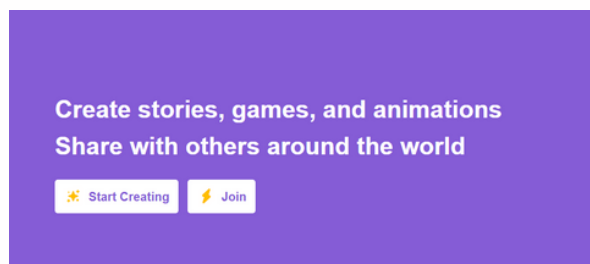 Create stories, games, and animations
Share with others around the world
Start Creating
Join